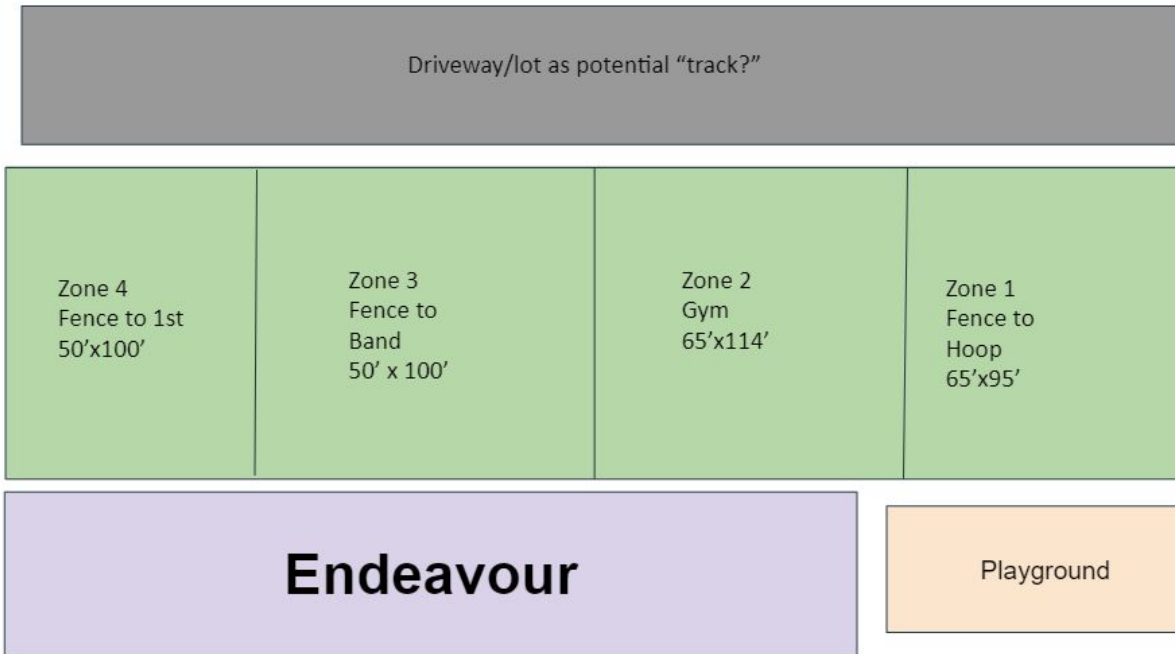 Driveway/lot as potential “track?”
Zone 4
Fence to 1st
50’x100’
Zone 3
Fence to
Band
50’ x 100’
Zone 2
Gym
65’x114’
Zone 1
Fence to
Hoop
65’x95’
Endeavour
Playground